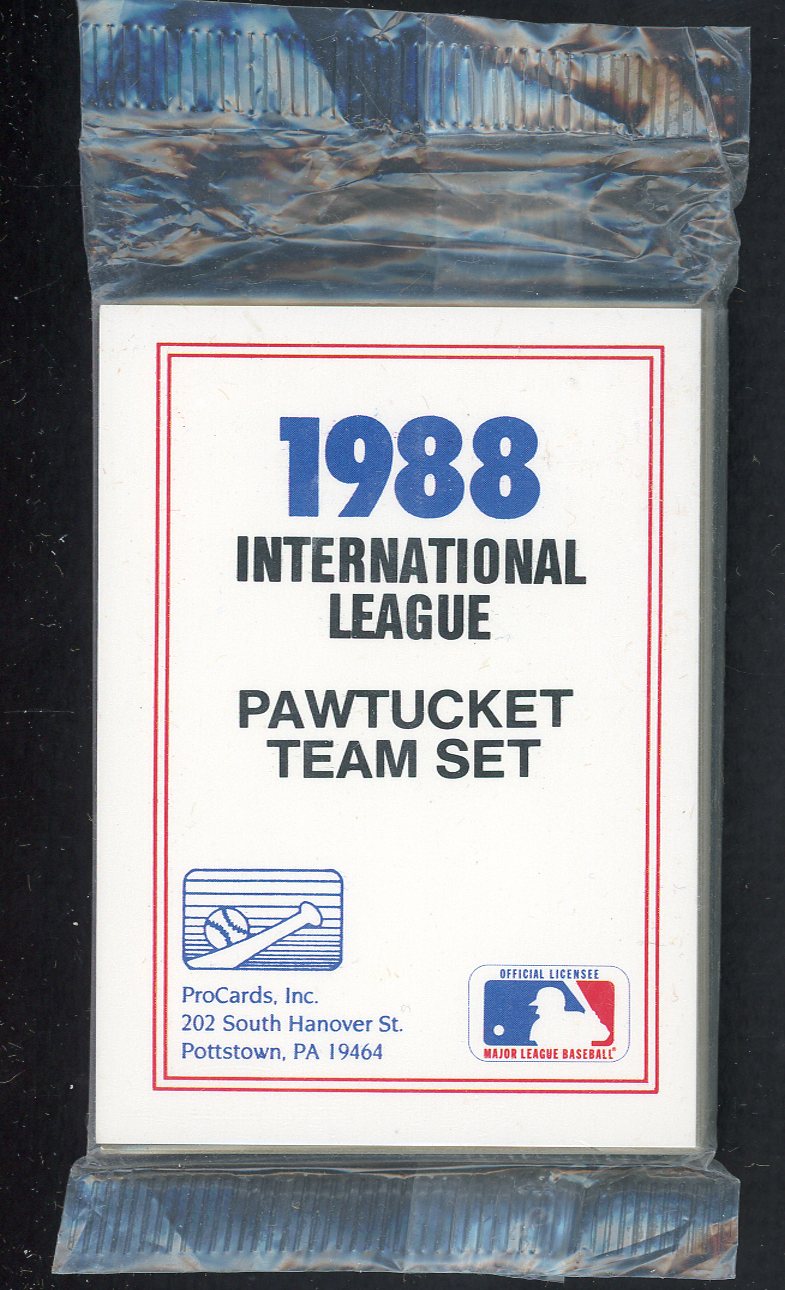 1988
INTERNATIONAL
LEAGUE
PAWTUCKET
TEAM SET
ProCards, Inc.
202 South Hanover St.
Pottstown, PA 19464
OFFICIAL LICENSEE
MAJOR LEAGUE BASEBALL®